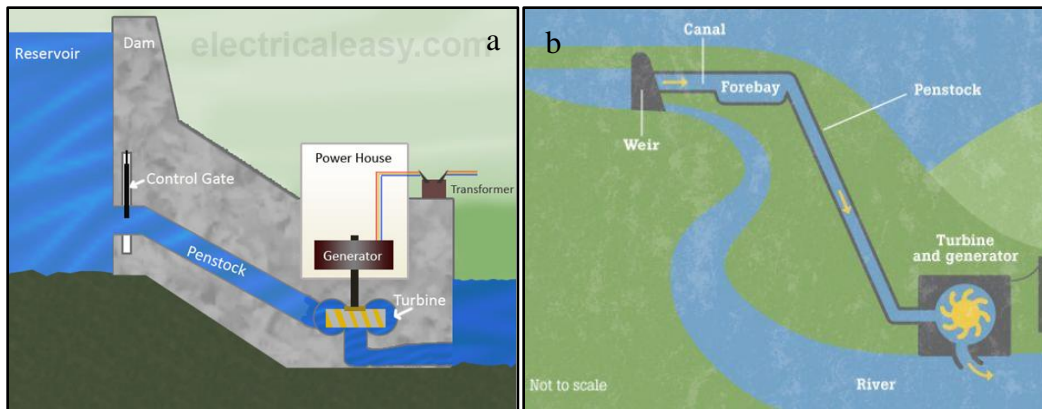 electricaleasy.com
a
Reservoir
Dam
Power House
Control Gate
Transformer
Penstock
Generator
Turbine
b
Canal
Forebay
Penstock
Weir
Turbine
and generator
Not to scale
River